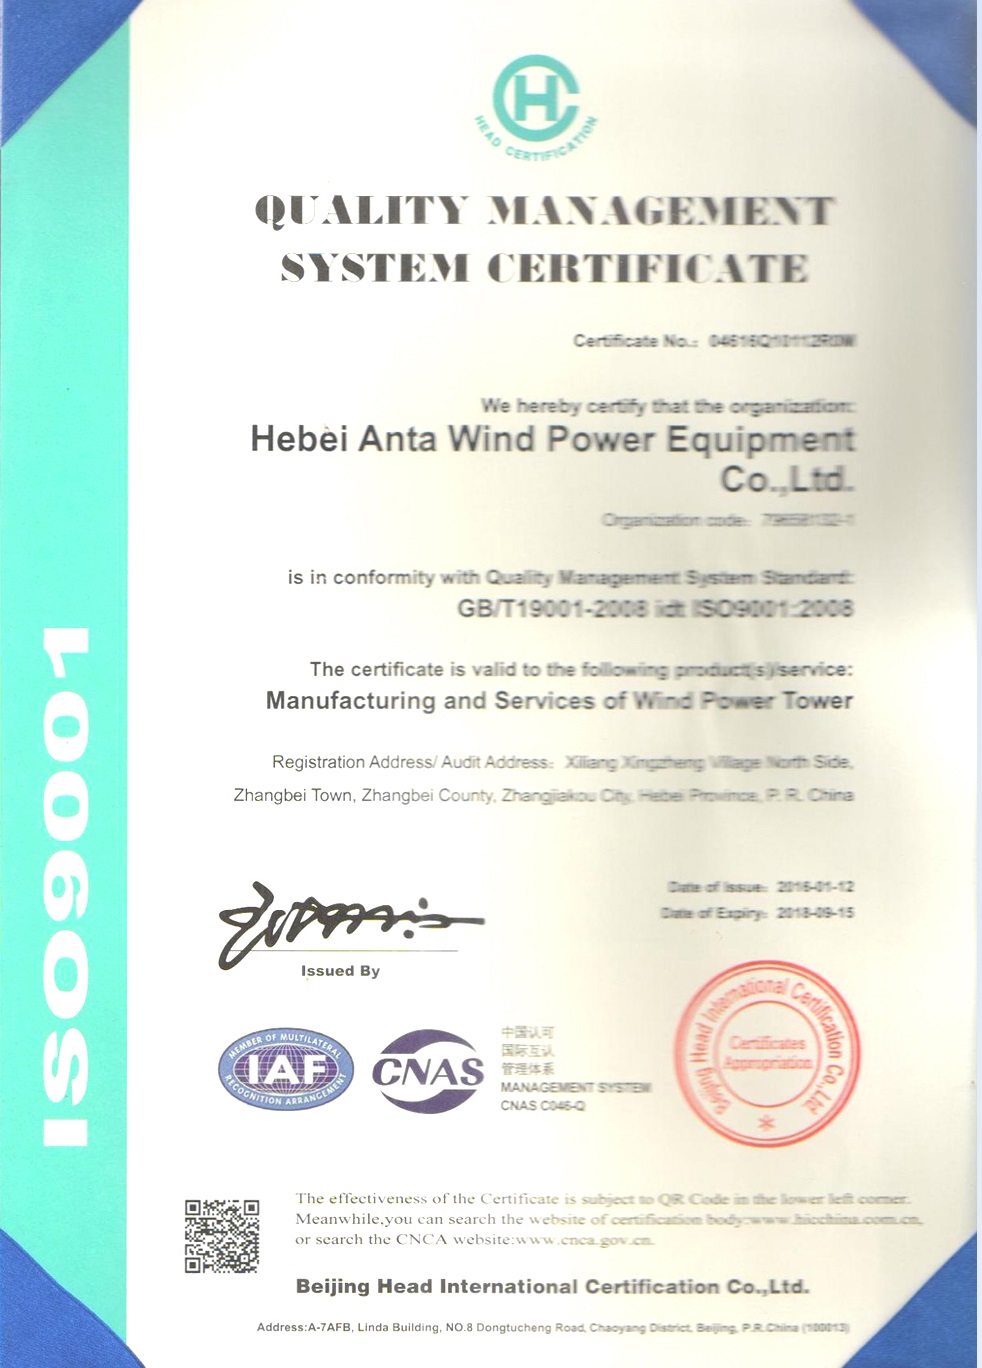 HEAD CERTIFICATION
QUALITY MANAGEMENT
SYSTEM CERTIFICATE
Certificate No.: 04616Q10112R0M
We hereby certify that the organization:
Hebei Anta Wind Power Equipment
Co.,Ltd.
Organization code:
is in conformity with Quality Management System Standard:
GB/T19001-2008 idt ISO9001:2008
The certificate is valid to the following product(s)/service:
Manufacturing and Services of Wind Power Tower
Registration Address/ Audit Address: Xiliang Xingzheng Village North Side,
Zhangbei Town, Zhangbei County, Zhangjiakou City, Hebei Province, P. R. China
ISO9001
Date of Issue: 2016-01-12
Date of Expiry: 2018-09-15
Issued By
MEMBER OF MULTILATERAL
IAF
RECOGNITION ARRANGEMENT
CNAS
中国认可
国际互认
管理体系
MANAGEMENT SYSTEM
CNAS C046-Q
Beijing Head International Certification Co.,Ltd
Certificates
Appropriation
The effectiveness of the Certificate is subject to QR Code in the lower left corner.
Meanwhile,you can search the website of certification body:www.hicchina.com.cn,
or search the CNCA website:www.cnca.gov.cn.
Beijing Head International Certification Co.,Ltd.
Address:A-7AFB, Linda Building, NO.8 Dongtucheng Road, Chaoyang District, Beijing, P.R.China (100013)